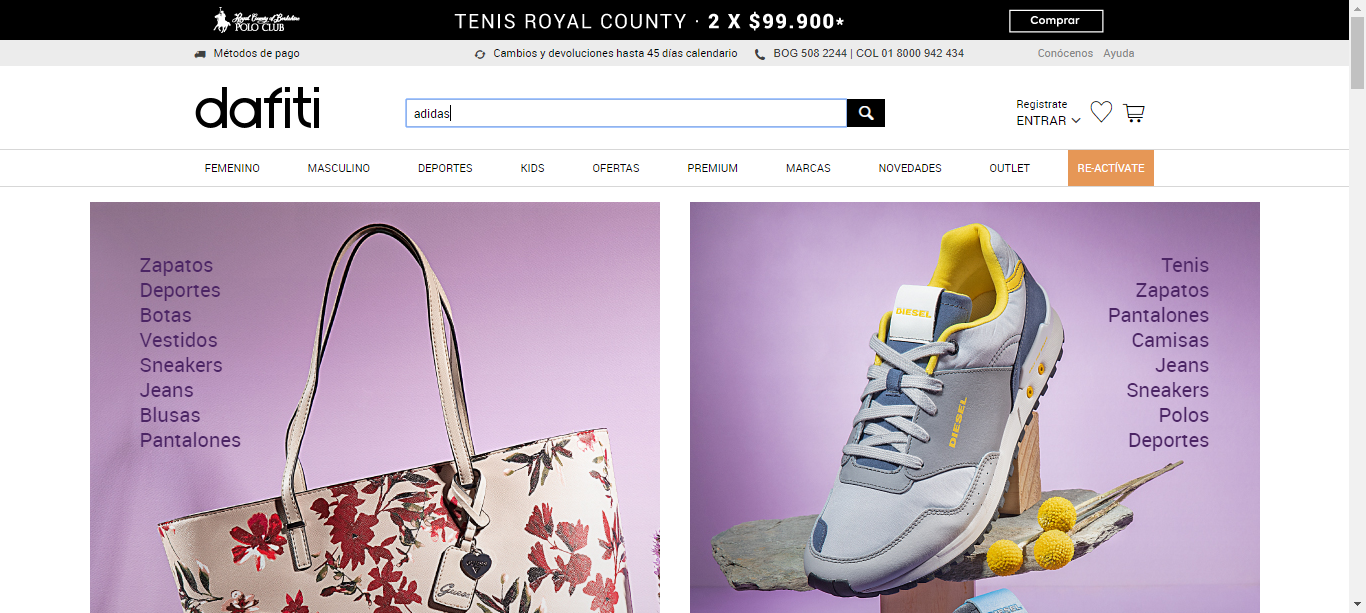 Royal County of Berkshire
POLO CLUB
TENIS ROYAL COUNTY · 2 X $99.900*
Comprar
Métodos de pago
Cambios y devoluciones hasta 45 días calendario
BOG 508 2244 | COL 01 8000 942 434
Conócenos
Ayuda
dafiti
adidas
Registrate
ENTRAR
FEMENINO
MASCULINO
DEPORTES
KIDS
OFERTAS
PREMIUM
MARCAS
NOVEDADES
OUTLET
RE-ACTÍVATE
Zapatos
Deportes
Botas
Vestidos
Sneakers
Jeans
Blusas
Pantalones
Guess
DIESEL
DIESEL
Tenis
Zapatos
Pantalones
Camisas
Jeans
Sneakers
Polos
Deportes